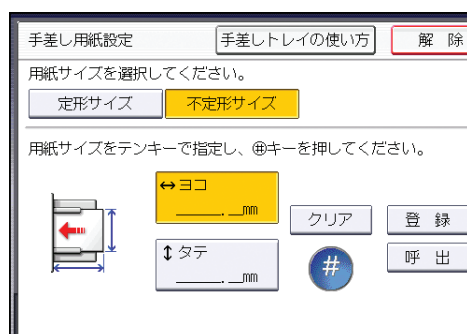 手差し用紙設定 手差しトレイの使い方 解 除
用紙サイズを選択してください。
定形サイズ 不定形サイズ
用紙サイズをテンキーで指定し、#キーを押してください。
↔ヨコ
____.__mm
クリア 登 録
↕タテ # 呼 出
____.__mm